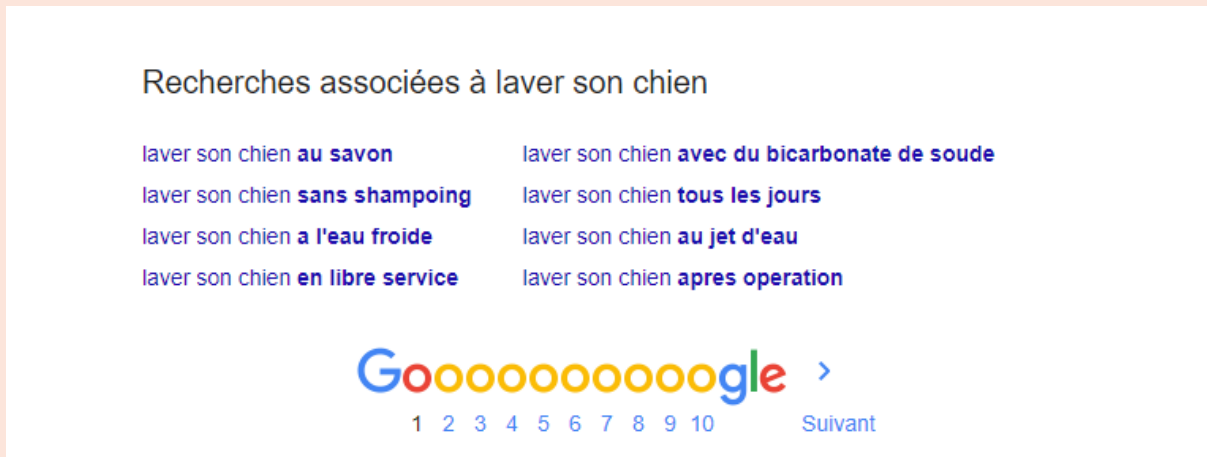 Recherches associées à laver son chien
laver son chien au savon laver son chien avec du bicarbonate de soude
laver son chien sans shampoing laver son chien tous les jours
laver son chien a l'eau froide laver son chien au jet d'eau
laver son chien en libre service laver son chien apres operation
Goooooooooogle >
1 2 3 4 5 6 7 8 9 10 Suivant